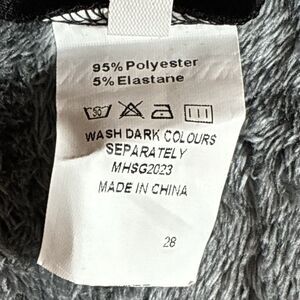 95% Polyester
5% Elastane
WASH DARK COLOURS
SEPARATELY
MHSG2023
MADE IN CHINA
28